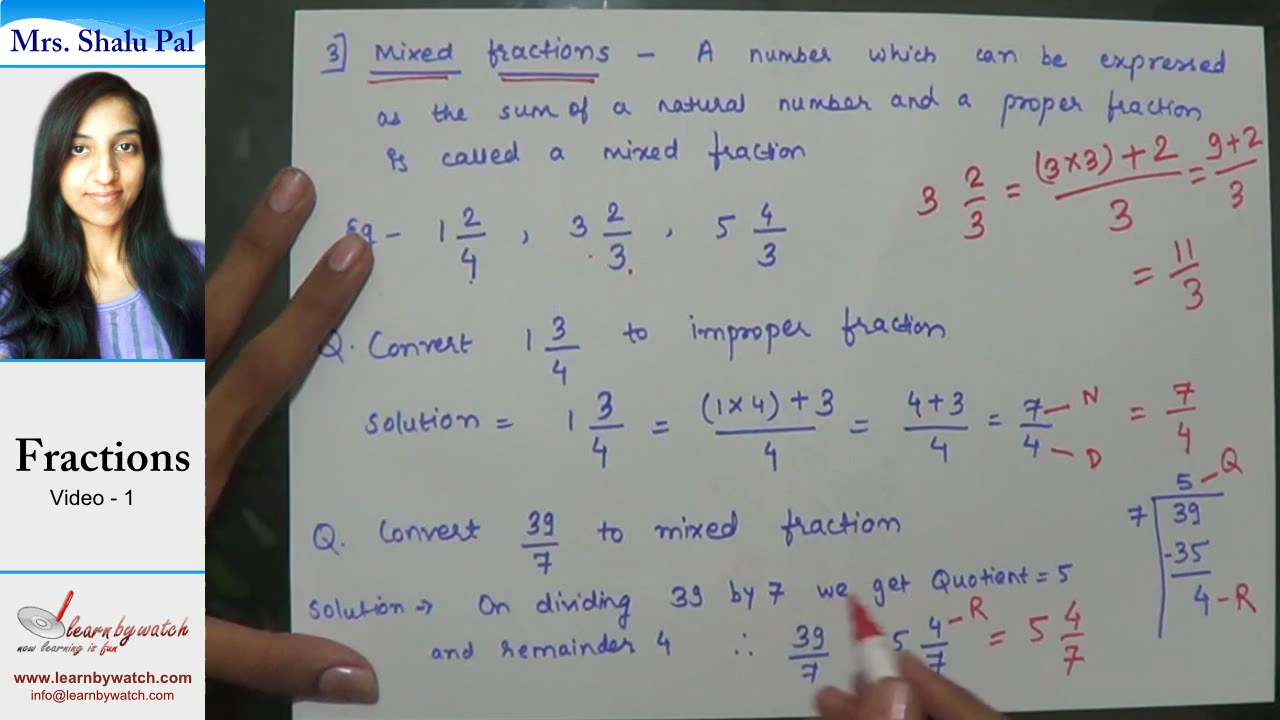 Mrs. Shalu Pal
Fractions
Video - 1
learnbywatch
now learning is fun
www.learnbywatch.com
info@learnbywatch.com
3] Mixed fractions - A number which can be expressed
as the sum of a natural number and a proper fraction
is called a mixed fraction
Eg - 1 2/4 , 3 2/3 , 5 4/3
3 2/3 = (3×3)+2/3 = 9+2/3
= 11/3
Q. Convert 1 3/4 to improper fraction
Solution = 1 3/4 = (1×4)+3/4 = 4+3/4 = 7/4 - N - D = 7/4
Q. Convert 39/7 to mixed fraction
Solution → On dividing 39 by 7 we get Quotient = 5
and remainder 4 ∴ 39/7 5 4/7 - R = 5 4/7
5 - Q
7 39
-35
4 - R